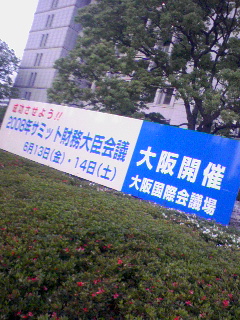 成功させよう!!
2008年サミット財務大臣会議
6月13日(金)・14日(土)
大阪開催
大阪国際会議場